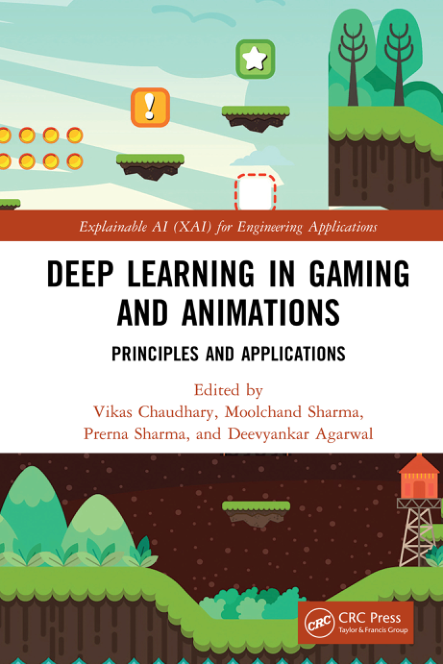 Explainable AI (XAI) for Engineering Applications
DEEP LEARNING IN GAMING
AND ANIMATIONS
PRINCIPLES AND APPLICATIONS
Edited by
Vikas Chaudhary, Moolchand Sharma,
Prerna Sharma, and Deevyankar Agarwal
CRC
CRC Press
Taylor & Francis Group